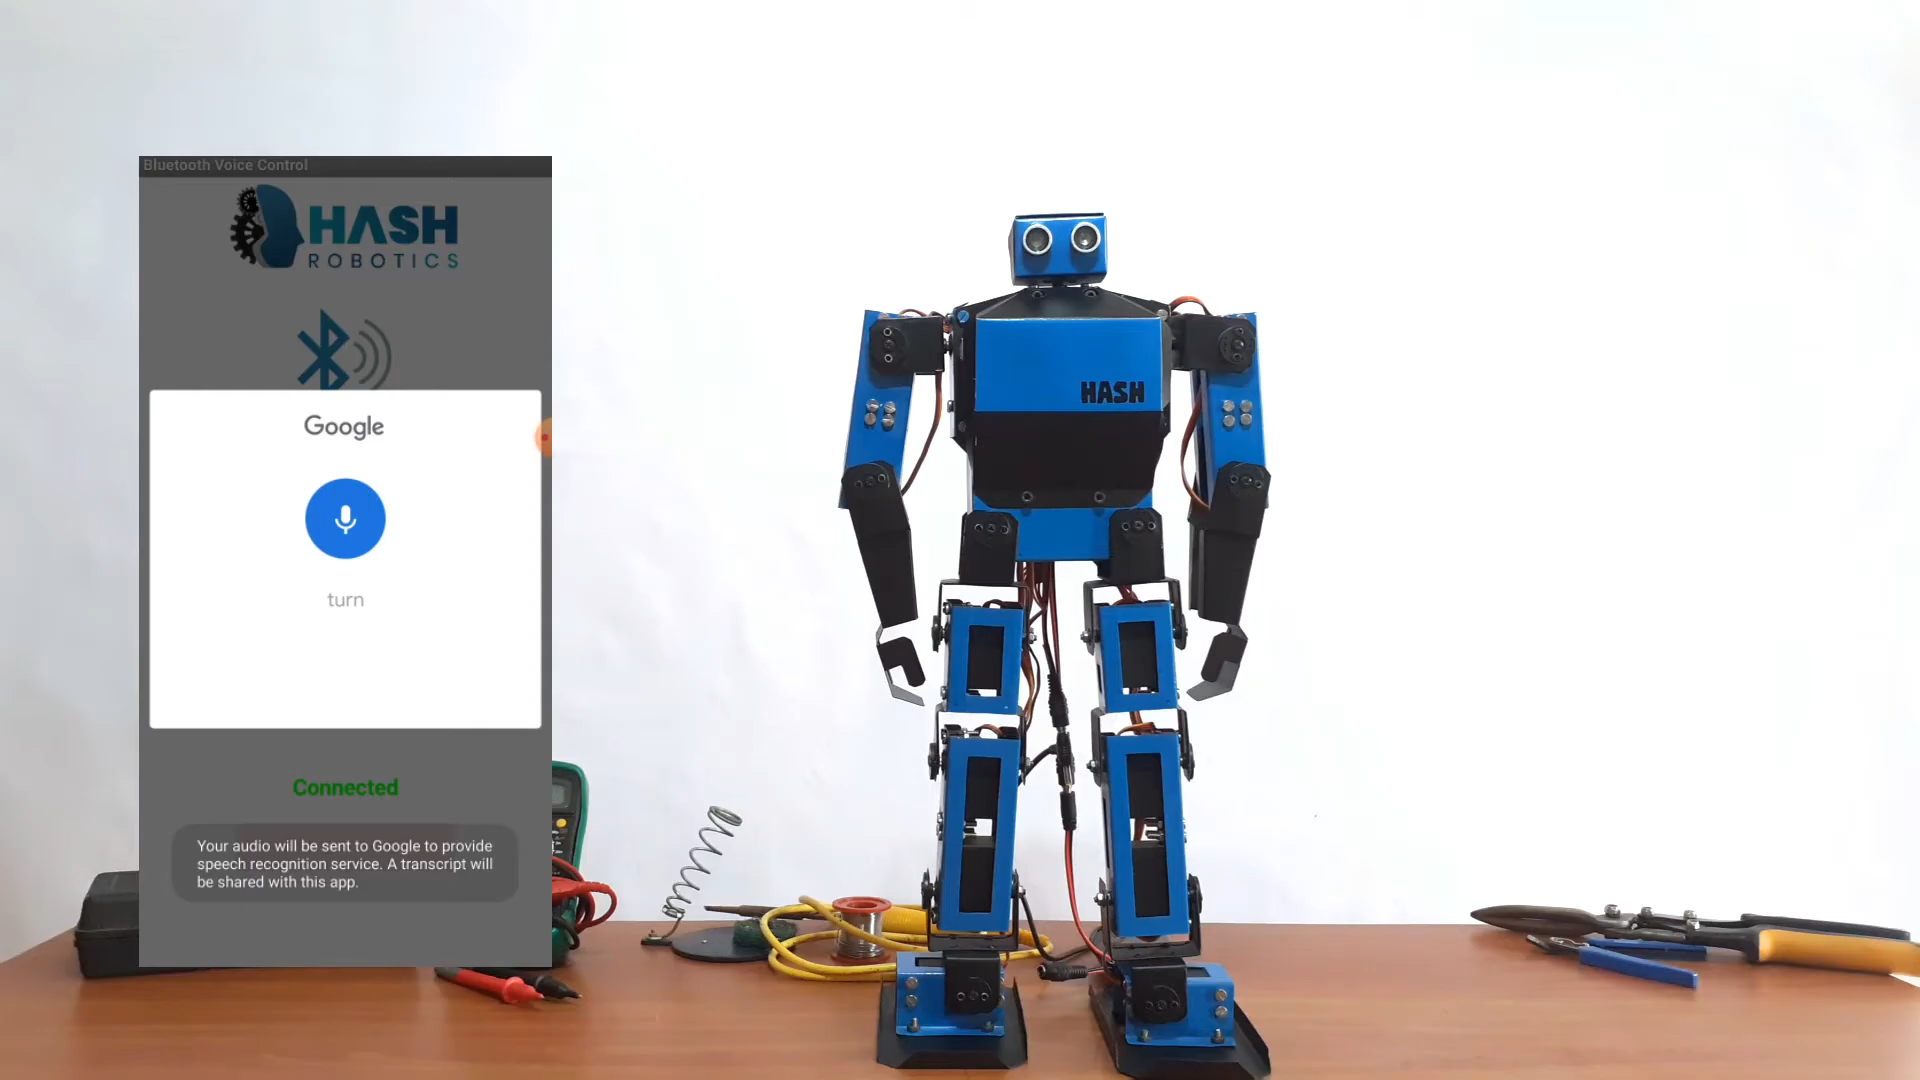 Bluetooth Voice Control
HASH
ROBOTICS
Google
turn
Connected
Your audio will be sent to Google to provide
speech recognition service. A transcript will
be shared with this app.
HASH